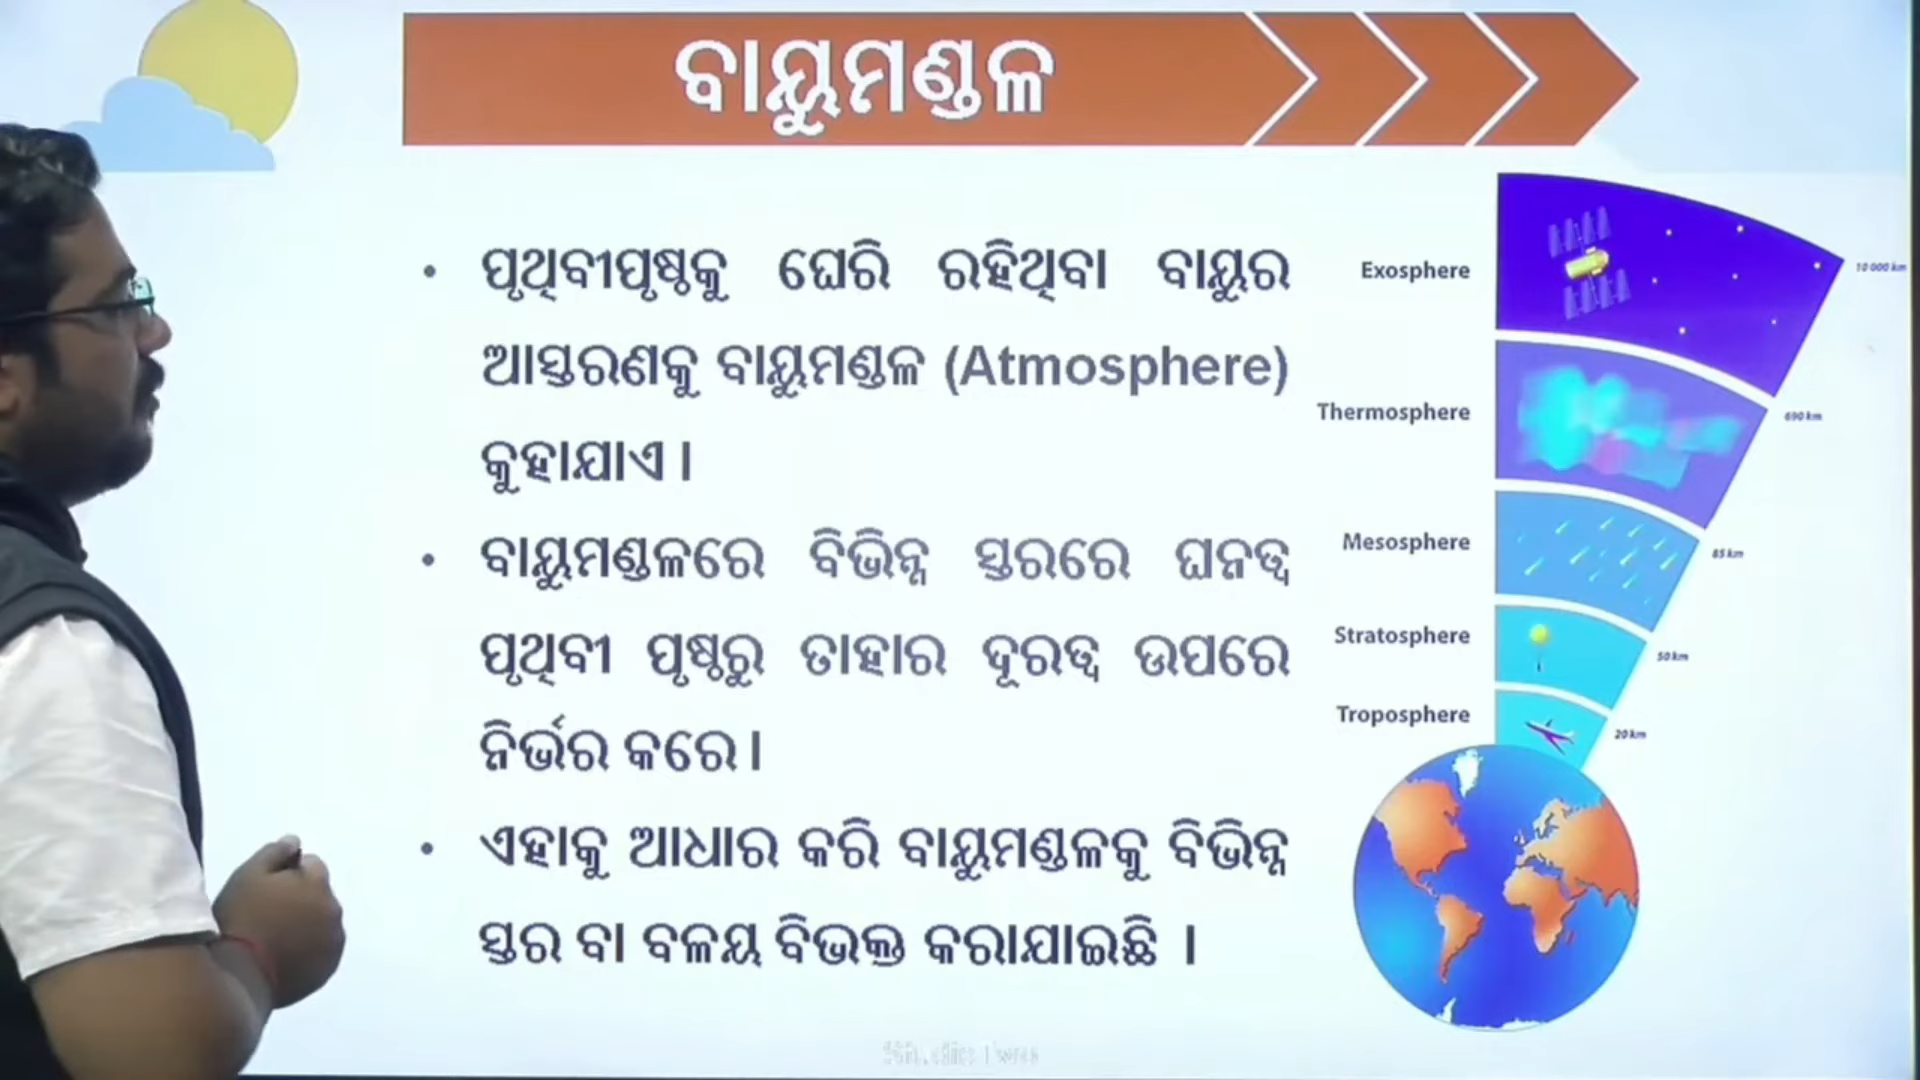 ବାୟୁମଣ୍ଡଳ
• ପୃଥିବୀପୃଷ୍ଠକୁ ଘେରି ରହିଥିବା ବାୟୁର
ଆସ୍ତରଣକୁ ବାୟୁମଣ୍ଡଳ (Atmosphere)
କୁହାଯାଏ ।
• ବାୟୁମଣ୍ଡଳରେ ବିଭିନ୍ନ ସ୍ତରରେ ଘନତ୍ୱ
ପୃଥିବୀ ପୃଷ୍ଠରୁ ତାହାର ଦୂରତ୍ୱ ଉପରେ
ନିର୍ଭର କରେ ।
• ଏହାକୁ ଆଧାର କରି ବାୟୁମଣ୍ଡଳକୁ ବିଭିନ୍ନ
ସ୍ତର ବା ବଳୟ ବିଭକ୍ତ କରାଯାଇଛି ।
Exosphere
10 000 km
Thermosphere
690 km
Mesosphere
85 km
Stratosphere
50 km
Troposphere
20 km